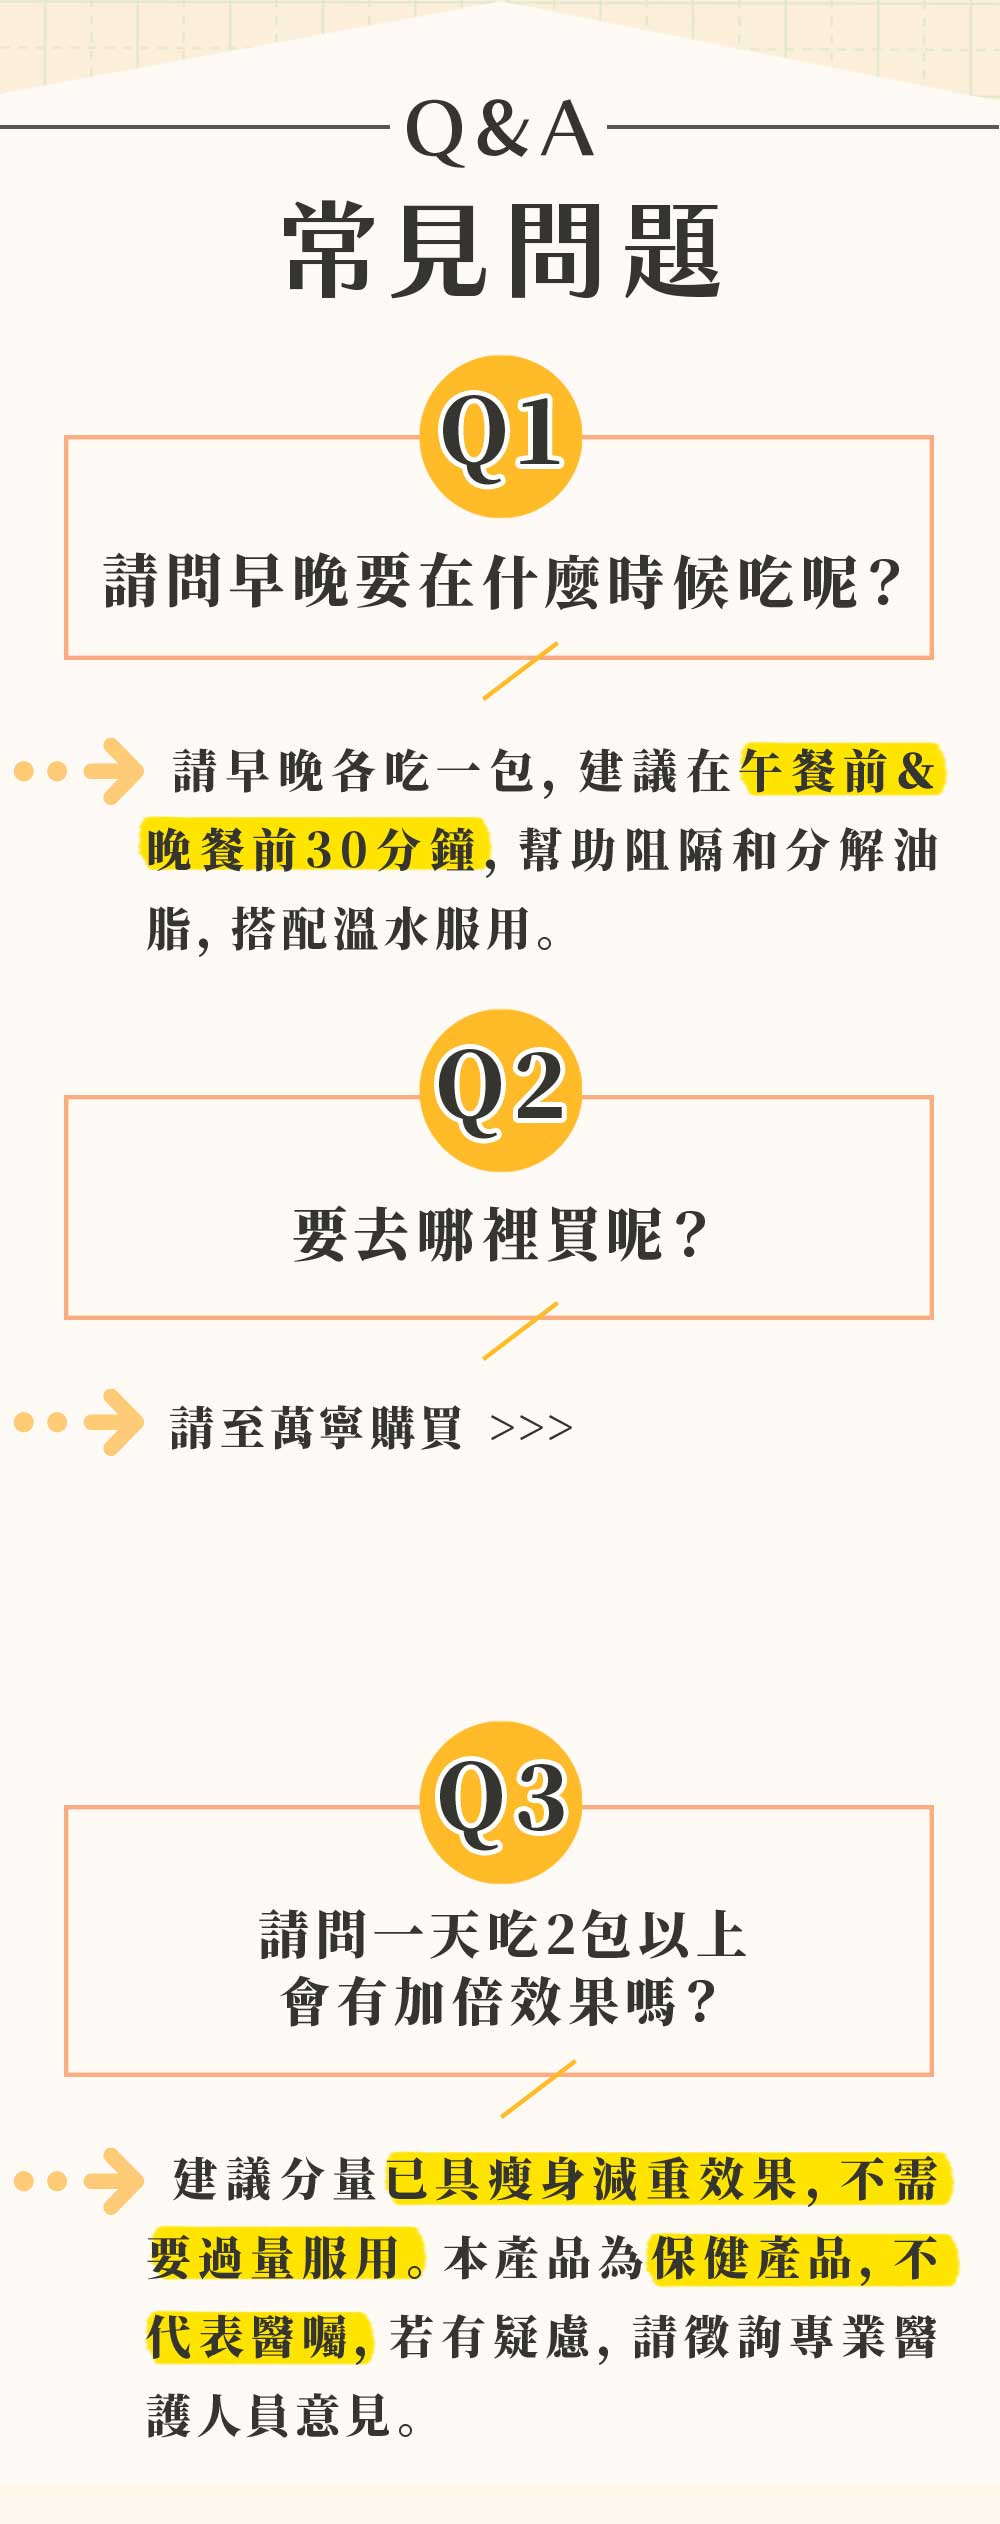 Q&A
常見問題
Q1
請問早晚要在什麼時候吃呢?
請早晚各吃一包, 建議在午餐前&
晚餐前30分鐘, 幫助阻隔和分解油
脂, 搭配溫水服用。
Q2
要去哪裡買呢?
請至萬寧購買 >>>
Q3
請問一天吃2包以上
會有加倍效果嗎?
建議分量已具瘦身減重效果, 不需
要過量服用。本產品為保健產品, 不
代表醫囑, 若有疑慮, 請徵詢專業醫
護人員意見。